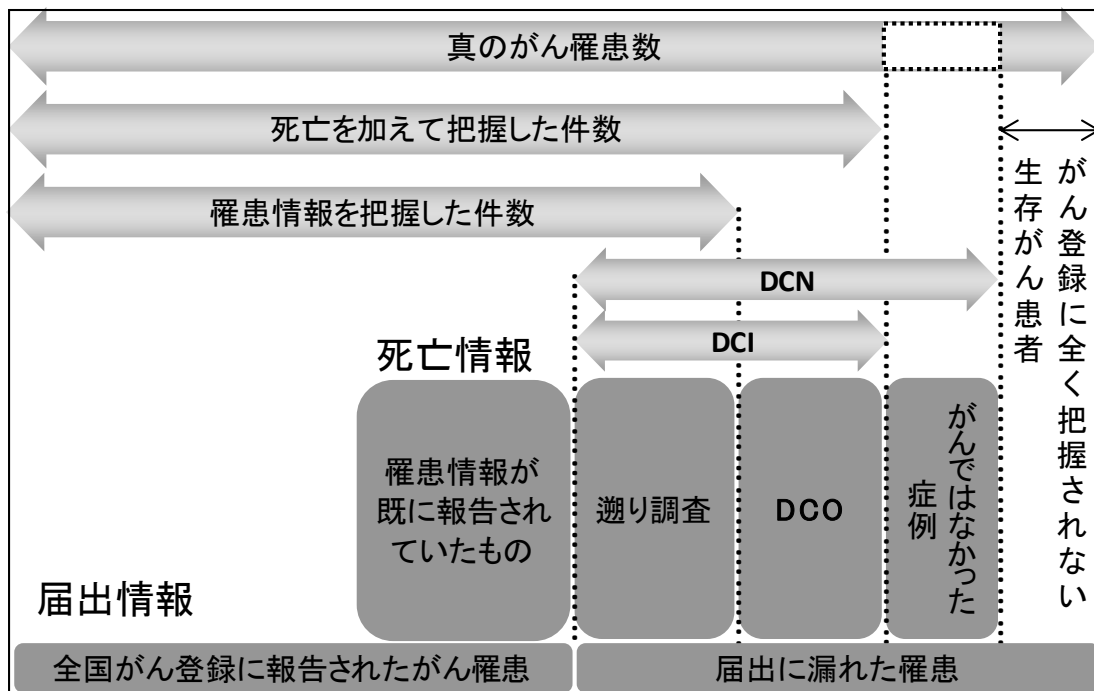 真のがん罹患数
死亡を加えて把握した件数
罹患情報を把握した件数
がん登録に全く把握されない
生存がん患者
DCN
DCI
死亡情報
罹患情報が
既に報告され
ていたもの
遡り調査
DCO
がんではなかった
症例
届出情報
全国がん登録に報告されたがん罹患
届出に漏れた罹患